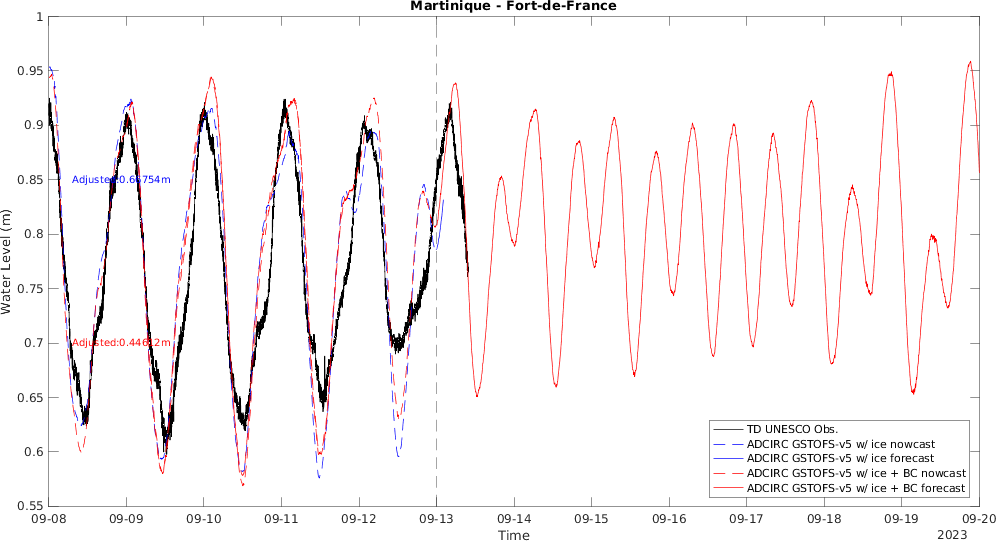 Martinique - Fort-de-France
1
0.95
0.9
0.85
0.8
0.75
0.7
0.65
0.6
0.55
Water Level (m)
Adjusted:0.66754m
Adjusted:0.44612m
TD UNESCO Obs.
ADCIRC GSTOFS-v5 w/ ice nowcast
ADCIRC GSTOFS-v5 w/ ice forecast
ADCIRC GSTOFS-v5 w/ ice + BC nowcast
ADCIRC GSTOFS-v5 w/ ice + BC forecast
09-08 09-09 09-10 09-11 09-12 09-13 09-14 09-15 09-16 09-17 09-18 09-19 09-20
Time
2023